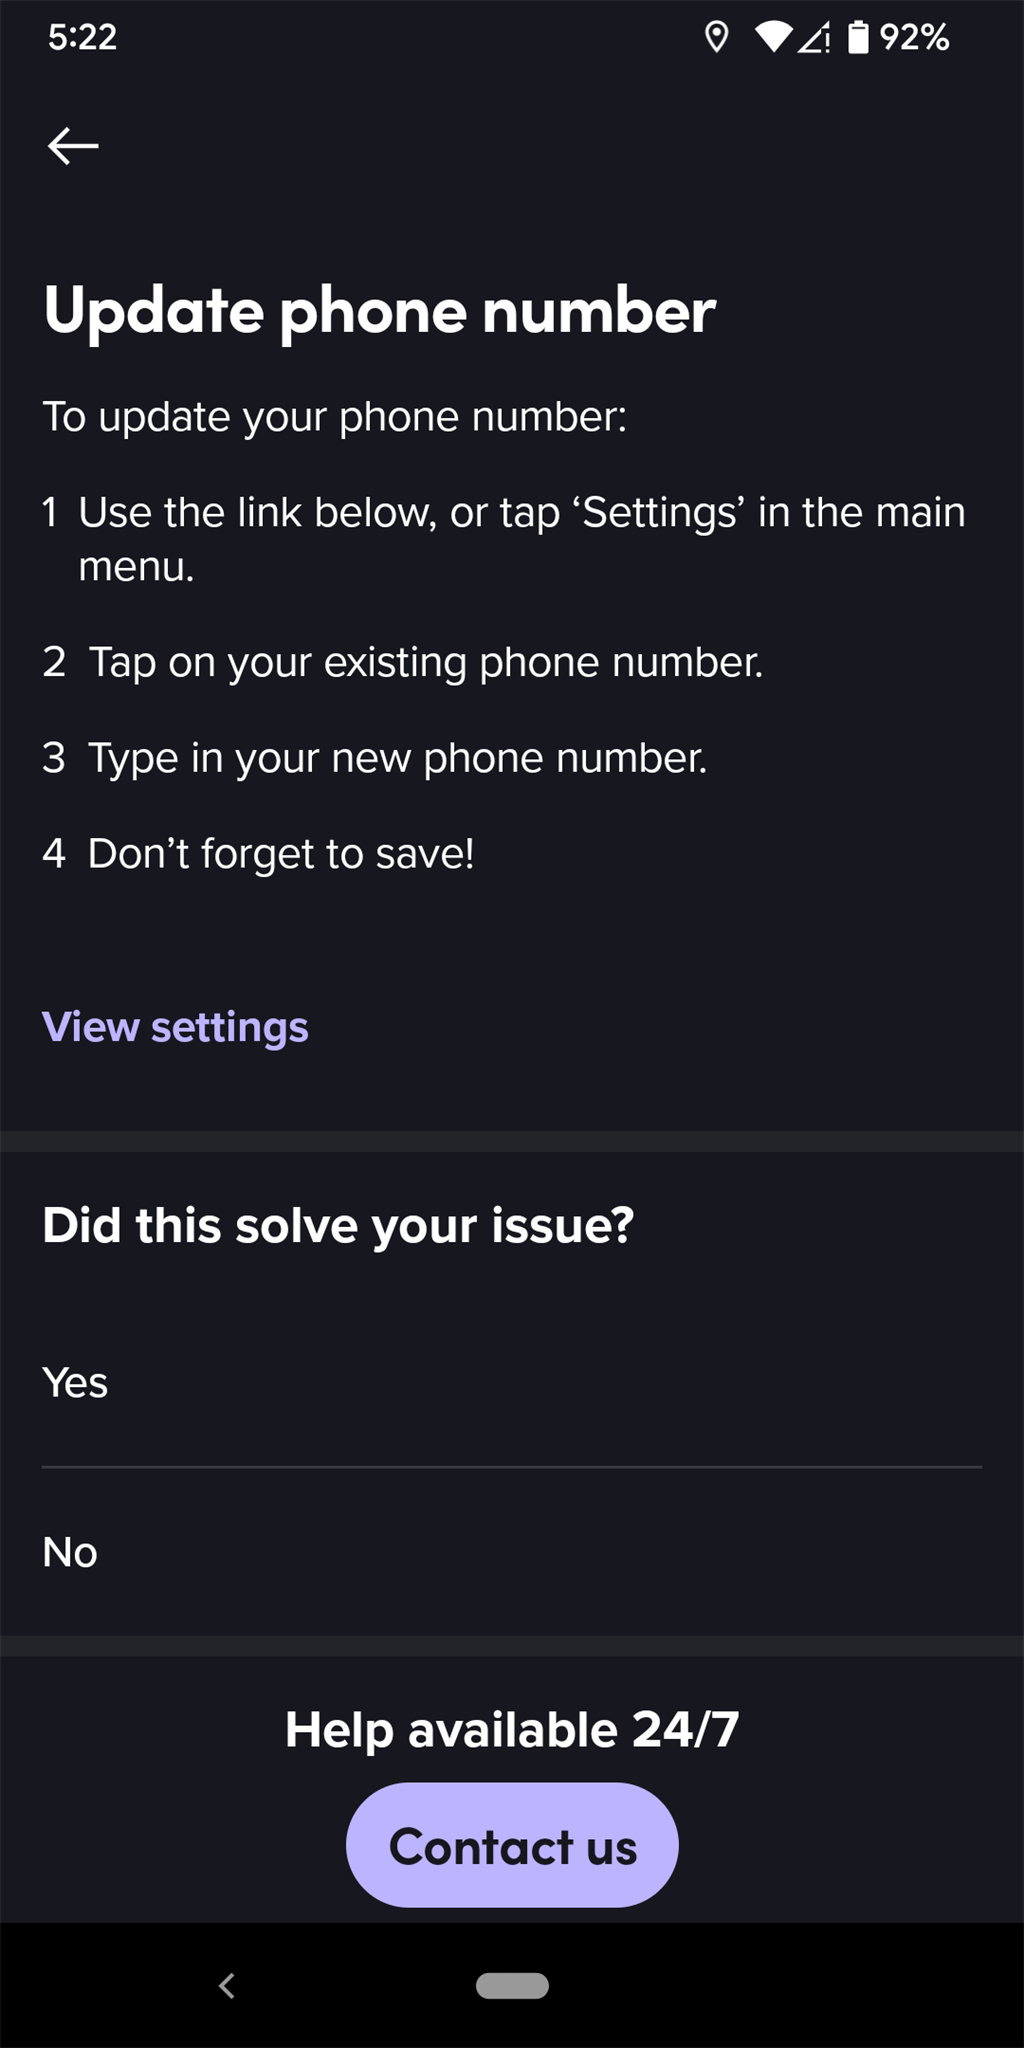 5:22
92%
Update phone number
To update your phone number:
1 Use the link below, or tap ‘Settings’ in the main
menu.
2 Tap on your existing phone number.
3 Type in your new phone number.
4 Don’t forget to save!
View settings
Did this solve your issue?
Yes
No
Help available 24/7
Contact us